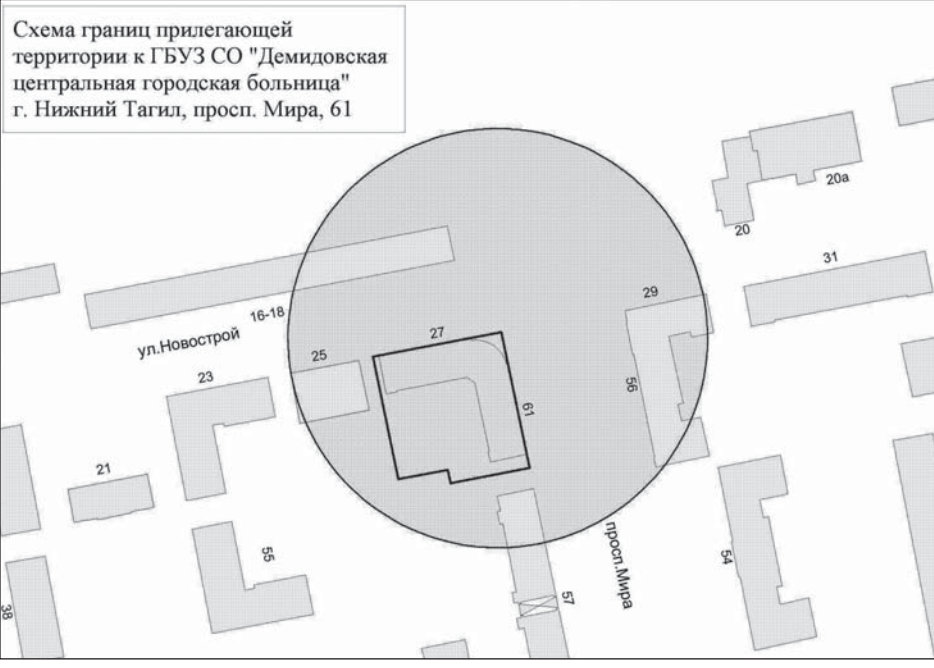 Схема границ прилегающей
территории к ГБУЗ СО "Демидовская
центральная городская больница"
г. Нижний Тагил, просп. Мира, 61
20а
20
31
29
16-18
27
ул.Новострой
25
23
56
61
21
55
просп.Мира
54
57
38